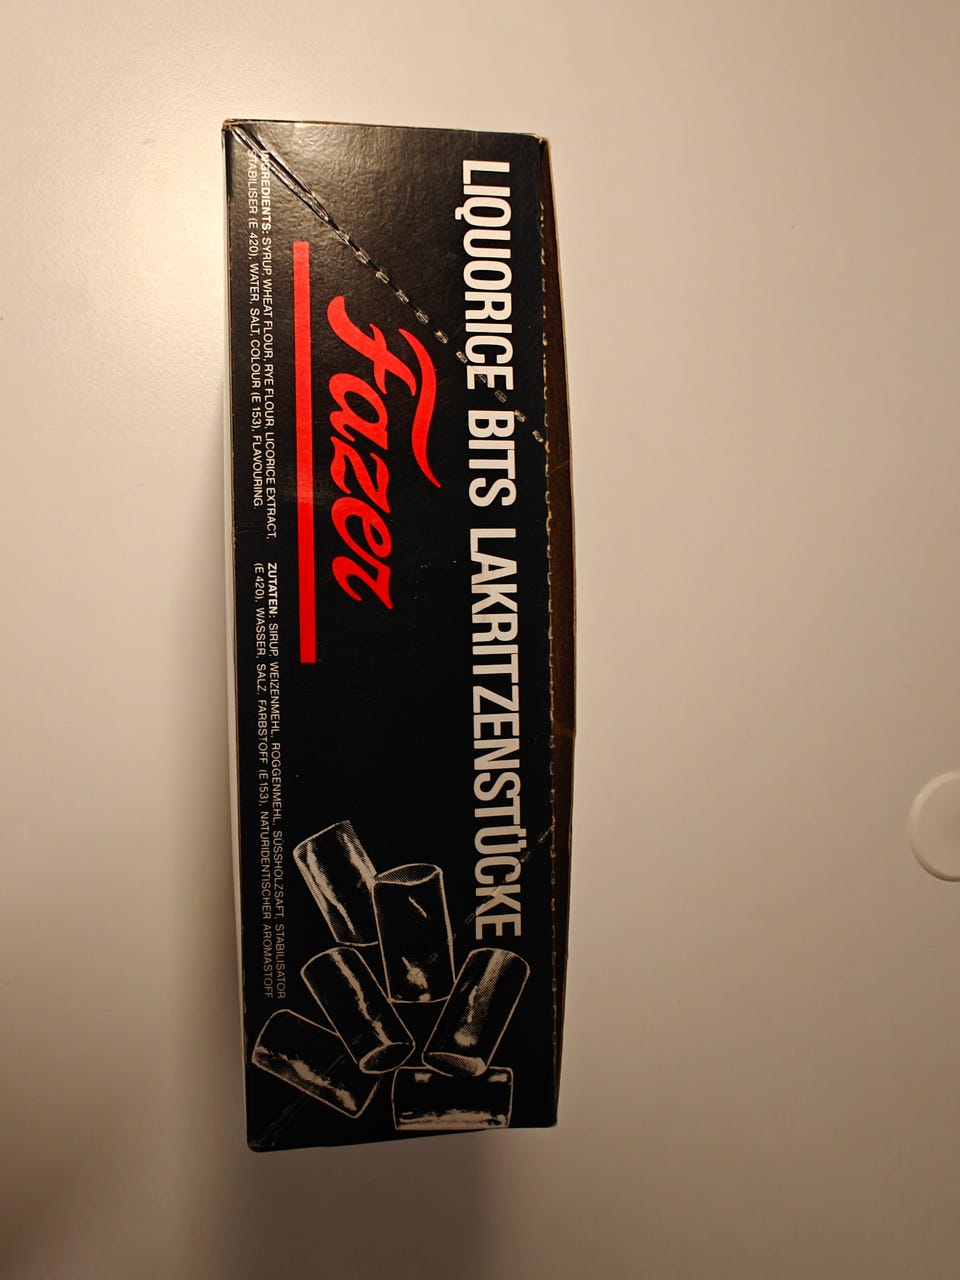 LIQUORICE BITS LAKRITZENSTÜCKE
Fazer
INGREDIENTS: SYRUP, WHEAT FLOUR, RYE FLOUR, LICORICE EXTRACT,
STABILISER (E 420), WATER, SALT, COLOUR (E 153), FLAVOURING.
ZUTATEN: SIRUP, WEIZENMEHL, ROGGENMEHL, SÜSSHOLZSAFT, STABILISATOR
(E 420), WASSER, SALZ, FARBSTOFF (E 153), NATURIDENTISCHER AROMASTOFF.